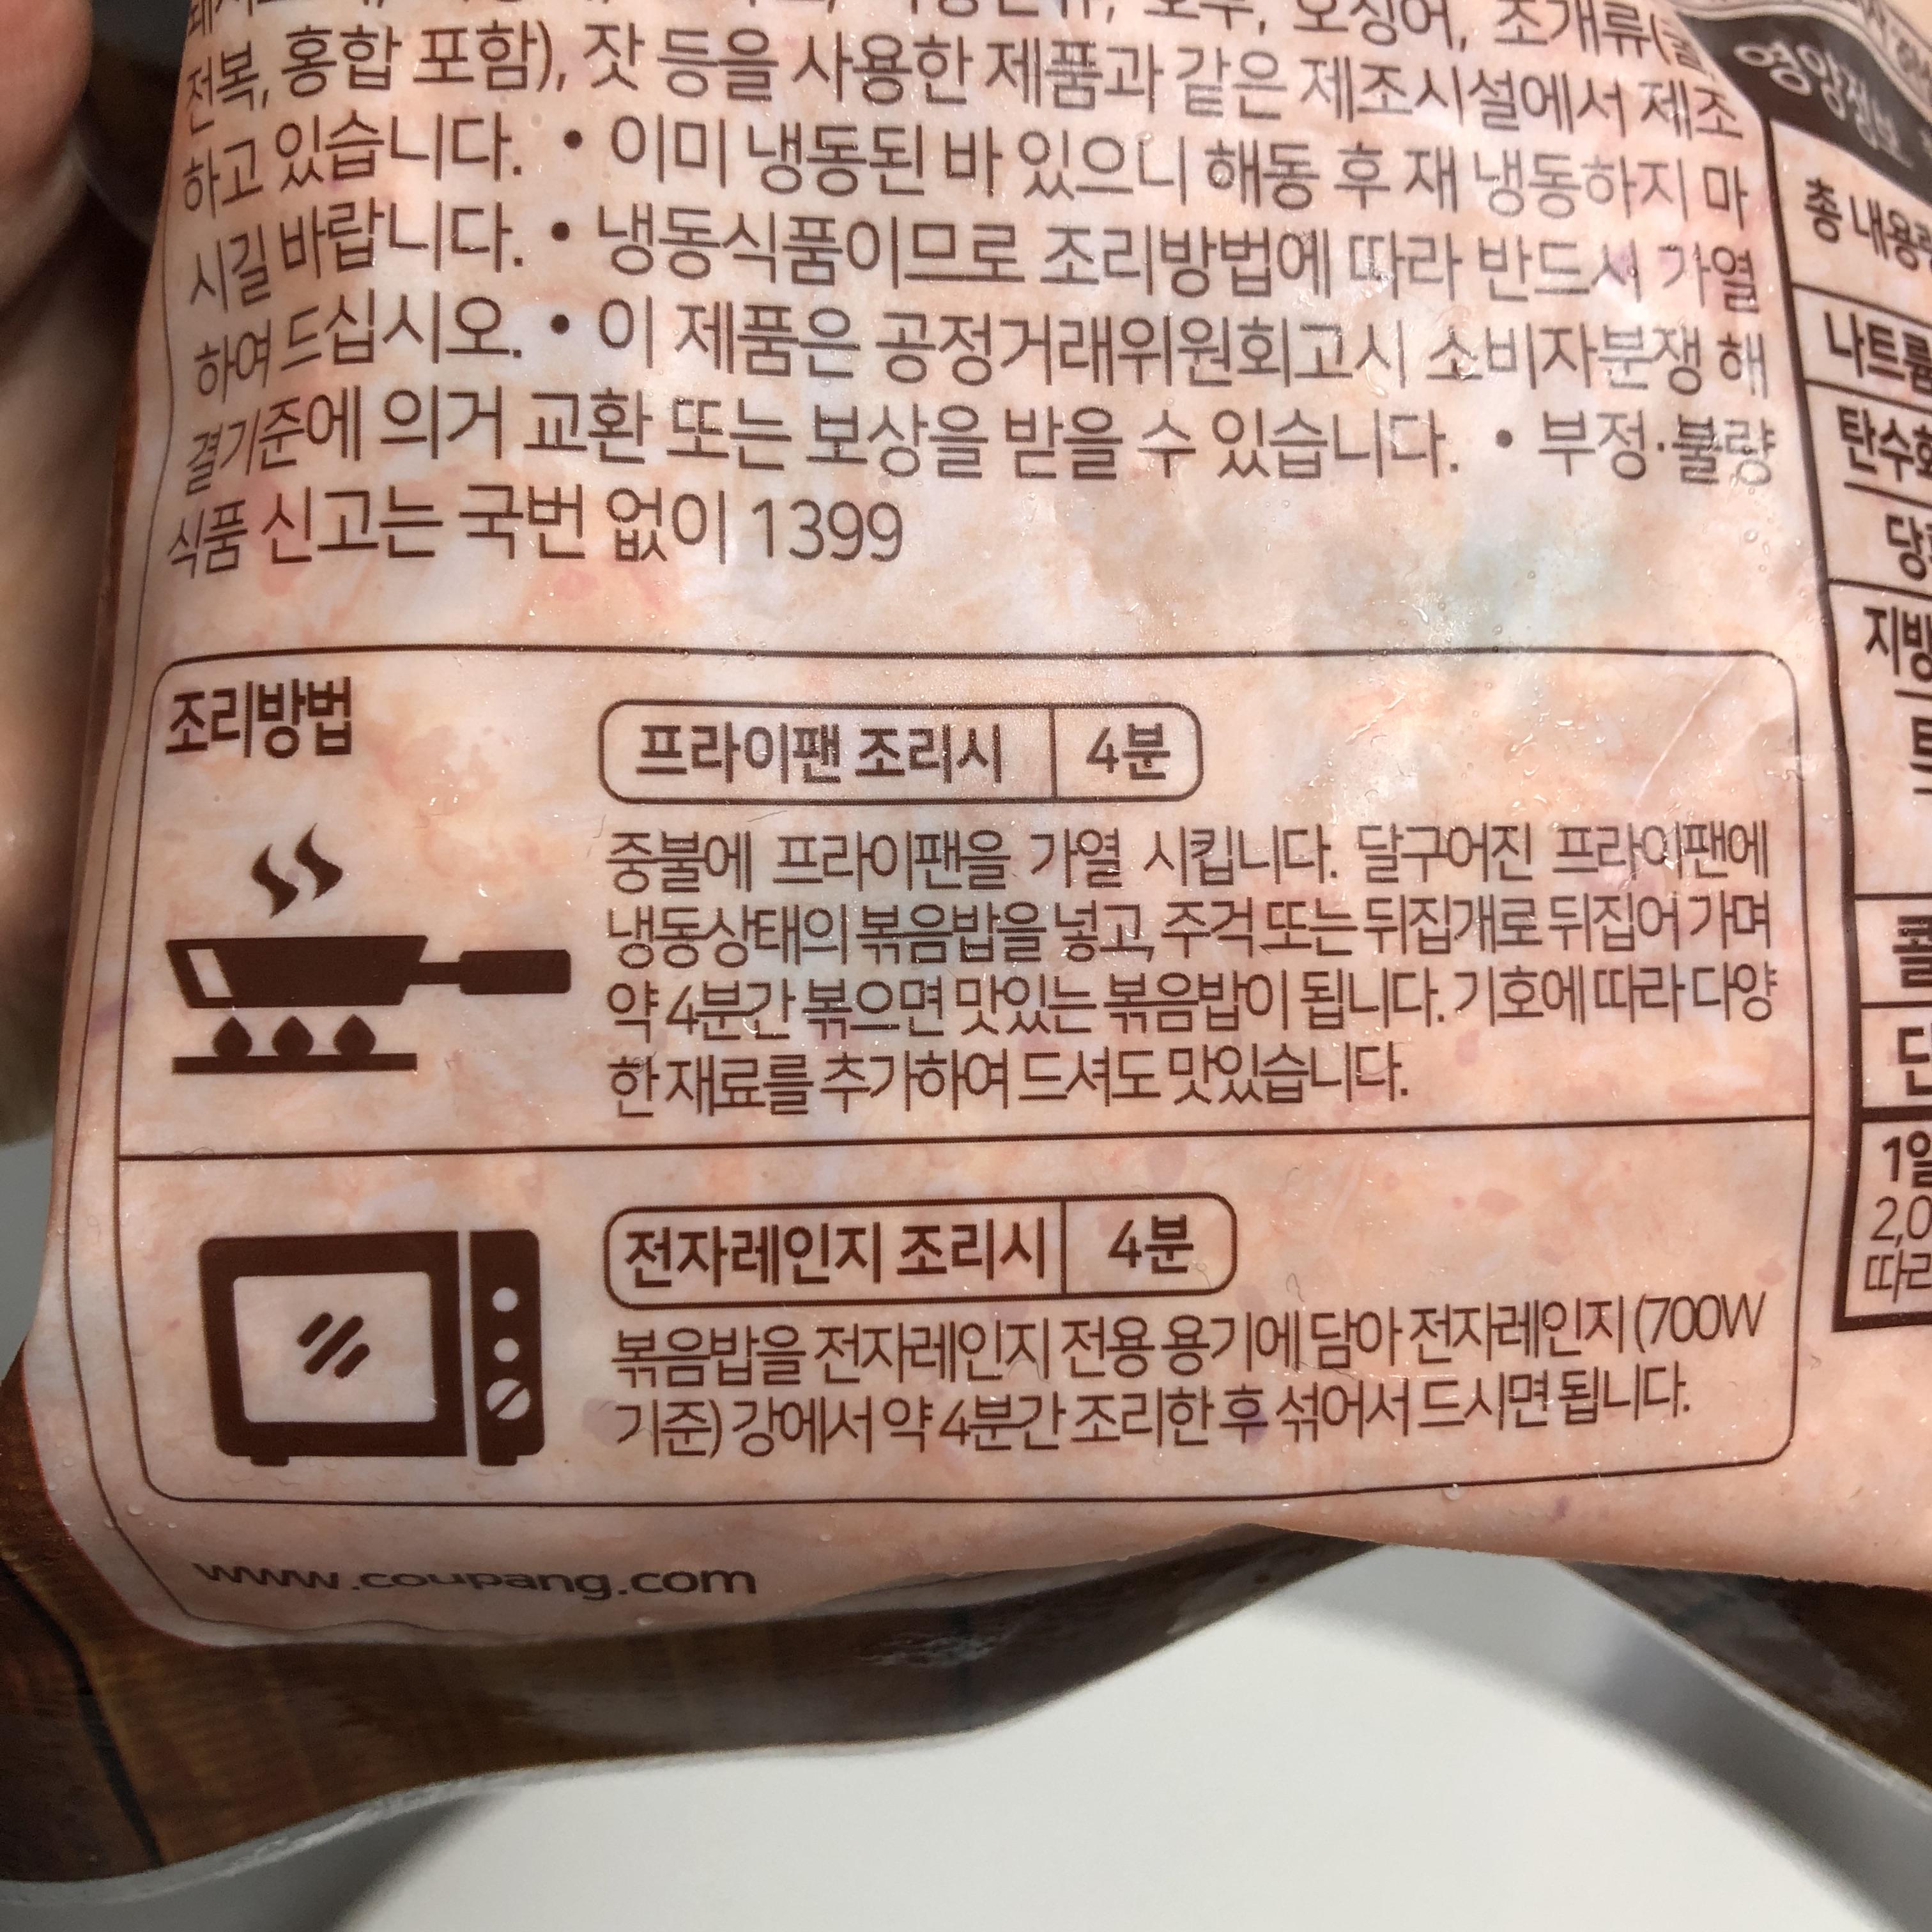 전복, 홍합 포함), 잣 등을 사용한 제품과 같은 제조시설에서 제조
하고 있습니다. • 이미 냉동된 바 있으니 해동 후 재 냉동하지 마
시길 바랍니다. • 냉동식품이므로 조리방법에 따라 반드시 가열
하여 드십시오. • 이 제품은 공정거래위원회고시 소비자분쟁 해
결기준에 의거 교환 또는 보상을 받을 수 있습니다. • 부정·불량
식품 신고는 국번 없이 1399
조리방법
프라이팬 조리시 4분
중불에 프라이팬을 가열 시킵니다. 달구어진 프라이팬에
냉동상태의 볶음밥을 넣고, 주걱 또는 뒤집개로 뒤집어 가며
약 4분간 볶으면 맛있는 볶음밥이 됩니다. 기호에 따라 다양
한 재료를 추가하여 드셔도 맛있습니다.
전자레인지 조리시 4분
볶음밥을 전자레인지 전용 용기에 담아 전자레인지 (700W
기준) 강에서 약 4분간 조리한 후 섞어서 드시면 됩니다.
www.coupang.com
영양정보